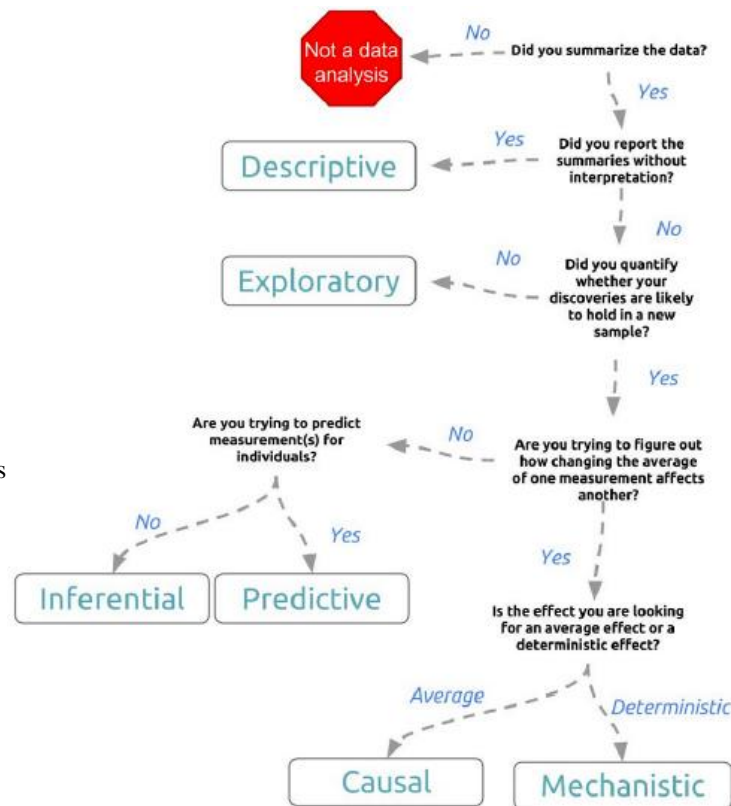 No
Not a data
analysis
Did you summarize the data?
Yes
Yes
Did you report the
summaries without
interpretation?
Descriptive
No
No
Did you quantify
whether your
discoveries are likely
to hold in a new
sample?
Exploratory
Yes
Are you trying to predict
measurement(s) for
individuals?
No
Are you trying to figure out
how changing the average
of one measurement affects
another?
s
No
Yes
Yes
Inferential
Predictive
Is the effect you are looking
for an average effect or a
deterministic effect?
Average
Deterministic
Causal
Mechanistic